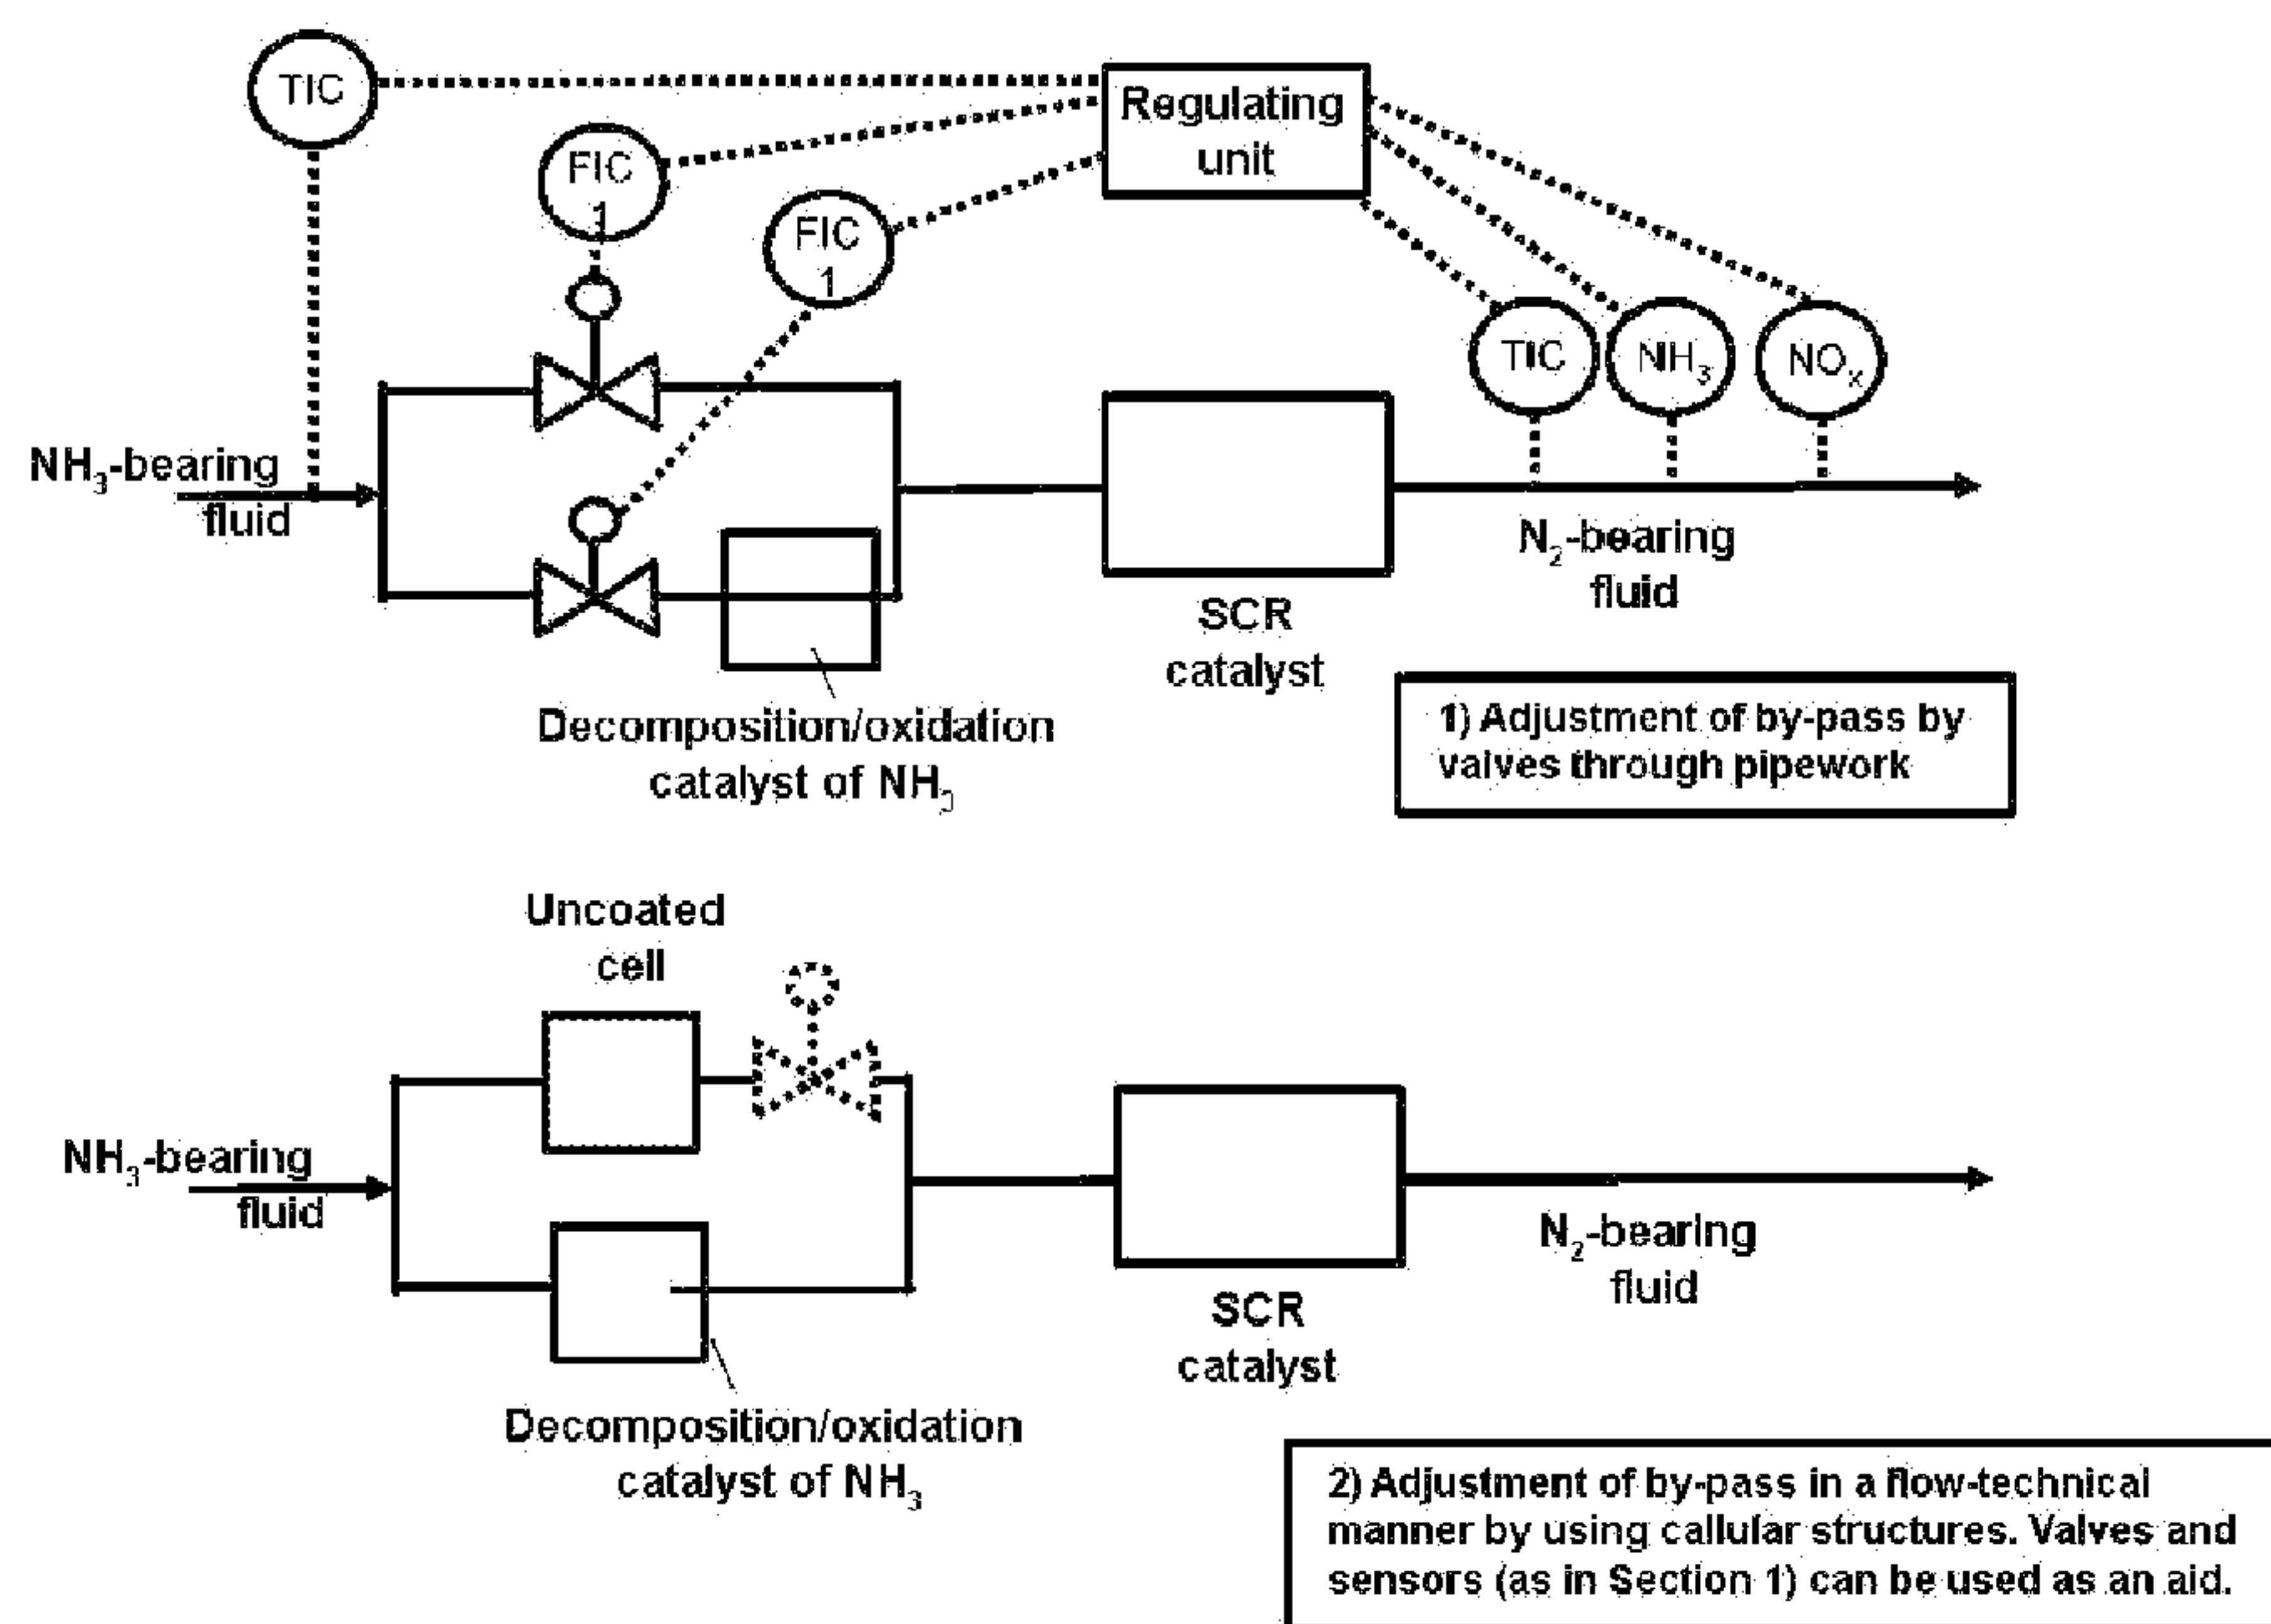 TIC
Regulating
unit
FIC
1
FIC
1
TIC
NH3
NOx
NH3-bearing
fluid
N2-bearing
fluid
SCR
catalyst
Decomposition/oxidation
catalyst of NH3
1) Adjustment of by-pass by
valves through pipework
Uncoated
cell
NH3-bearing
fluid
N2-bearing
fluid
SCR
catalyst
Decomposition/oxidation
catalyst of NH3
2) Adjustment of by-pass in a flow-technical
manner by using callular structures. Valves and
sensors (as in Section 1) can be used as an aid.